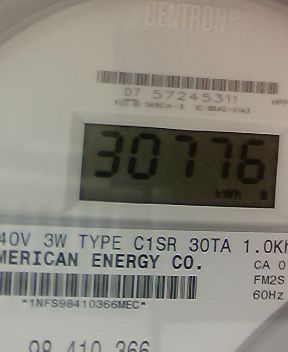 CENTRON®
07 57245311
30776
kWh
40V 3W TYPE C1SR 30TA 1.0Kh
MERICAN ENERGY CO.
CA 0
FM2S
60Hz
*1NFS98410366MEC*
98 410 366